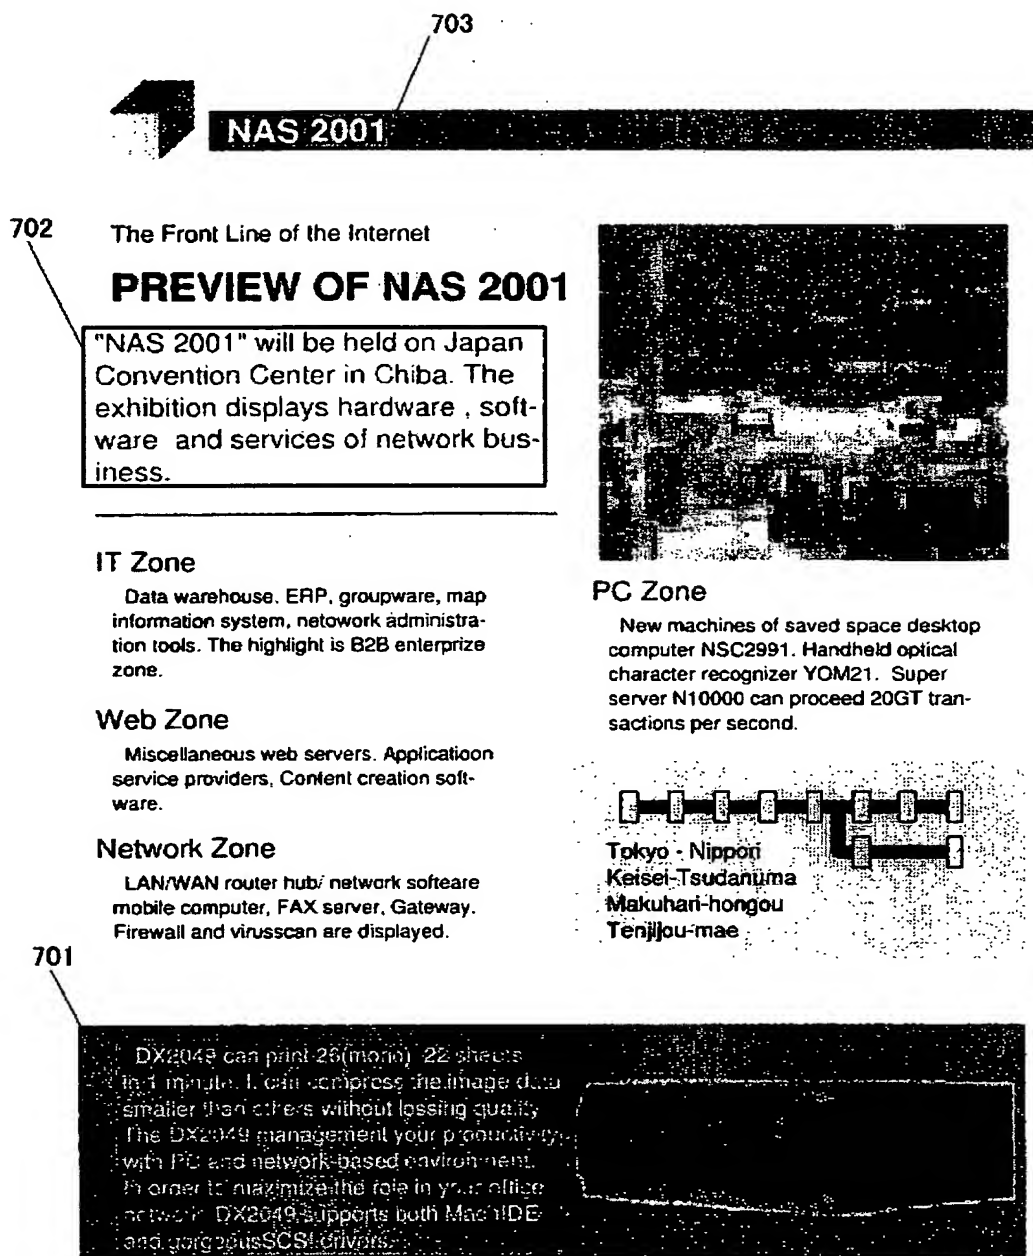 703
NAS 2001
702
The Front Line of the Internet
PREVIEW OF NAS 2001
"NAS 2001" will be held on Japan
Convention Center in Chiba. The
exhibition displays hardware , soft-
ware and services of network bus-
iness.
IT Zone
Data warehouse. ERP, groupware, map
information system, netowork administra-
tion tools. The highlight is B2B enterprize
zone.
Web Zone
Miscellaneous web servers. Applicatioon
service providers, Content creation soft-
ware.
Network Zone
LAN/WAN router hub/ network softeare
mobile computer, FAX server, Gateway.
Firewall and virusscan are displayed.
PC Zone
New machines of saved space desktop
computer NSC2991. Handheld optical
character recognizer YOM21. Super
server N10000 can proceed 20GT tran-
sactions per second.
Tokyo - Nippori
Keisei-Tsudanuma
Makuhari-hongou
Tenjijou-mae
701
DX2049 can print 26(mono) 22 sheets
in 1 minute. I can compress the image data
smaller than others without lossing quality
The DX2049 management your productivity
with PC and network-based environment.
In order to maximize the role in your office
network DX2049 supports both Mac IDE
and gorgeousSCSI drivers.